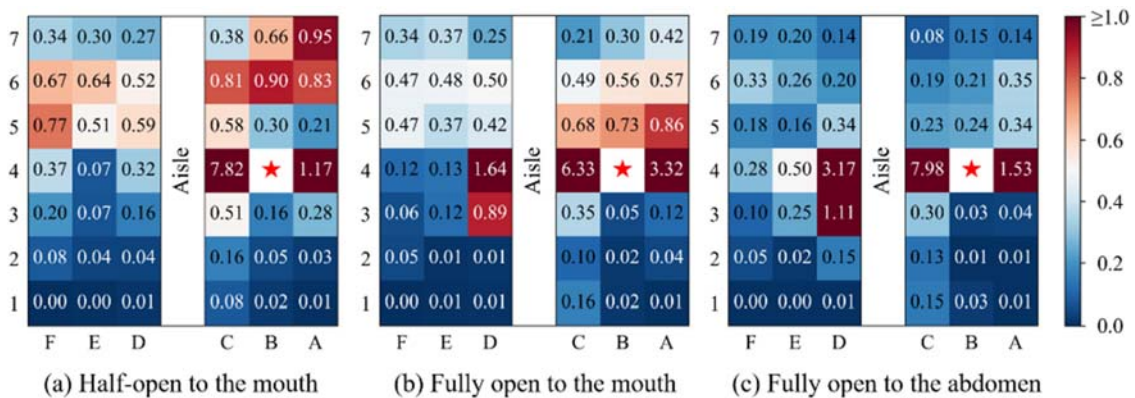 7 0.34 0.30 0.27 0.38 0.66 0.95 0.34 0.37 0.25 0.21 0.30 0.42 0.19 0.20 0.14 0.08 0.15 0.14 ≥1.0
6 0.67 0.64 0.52 0.81 0.90 0.83 0.47 0.48 0.50 0.49 0.56 0.57 0.33 0.26 0.20 0.19 0.21 0.35 0.8
5 0.77 0.51 0.59 0.58 0.30 0.21 0.47 0.37 0.42 0.68 0.73 0.86 0.18 0.16 0.34 0.23 0.24 0.34 0.6
4 0.37 0.07 0.32 Aisle 7.82 ★ 1.17 0.12 0.13 1.64 Aisle 6.33 ★ 3.32 0.28 0.50 3.17 Aisle 7.98 ★ 1.53
3 0.20 0.07 0.16 0.51 0.16 0.28 0.06 0.12 0.89 0.35 0.05 0.12 0.10 0.25 1.11 0.30 0.03 0.04 0.4
2 0.08 0.04 0.04 0.16 0.05 0.03 0.05 0.01 0.01 0.10 0.02 0.04 0.05 0.02 0.15 0.13 0.01 0.01 0.2
1 0.00 0.00 0.01 0.08 0.02 0.01 0.00 0.01 0.01 0.16 0.02 0.01 0.00 0.00 0.01 0.15 0.03 0.01 0.0
F E D C B A F E D C B A F E D C B A
(a) Half-open to the mouth (b) Fully open to the mouth (c) Fully open to the abdomen